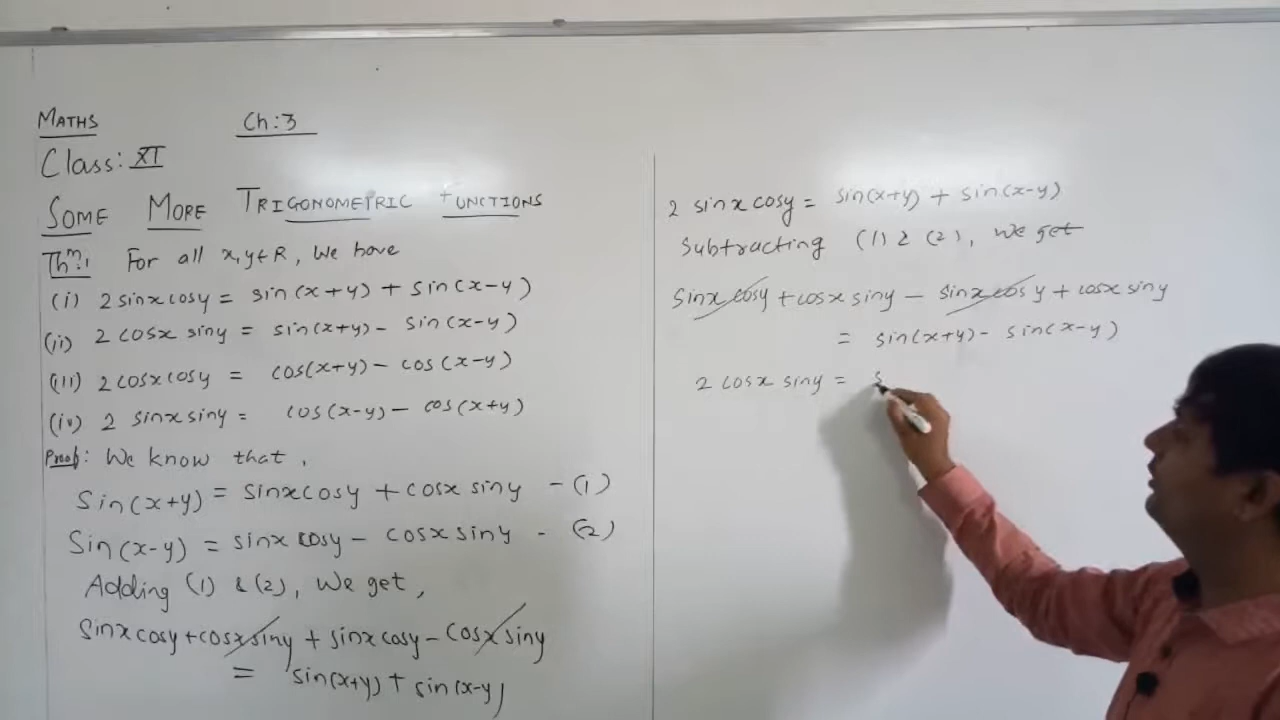 MATHS Ch:3
Class: XI
SOME MORE TRIGONOMETRIC FUNCTIONS
Thm:1 For all x,y∈R, We have
(i) 2 sinx cosy = sin(x+y) + sin(x-y)
(ii) 2 cosx siny = sin(x+y) - sin(x-y)
(iii) 2 cosx cosy = cos(x+y) - cos(x-y)
(iv) 2 sinx siny = cos(x-y) - cos(x+y)
Proof: We know that,
Sin(x+y) = sinx cosy + cosx siny - (1)
Sin(x-y) = sinx cosy - cosx siny - (2)
Adding (1) & (2), We get,
Sinx cosy + cosx siny + sinx cosy - cosx siny
= sin(x+y) + sin(x-y)
2 sinx cosy = sin(x+y) + sin(x-y)
Subtracting (1) & (2), We get
Sinx cosy + cosx siny - sinx cosy + cosx siny
= sin(x+y) - sin(x-y)
2 cosx siny = s